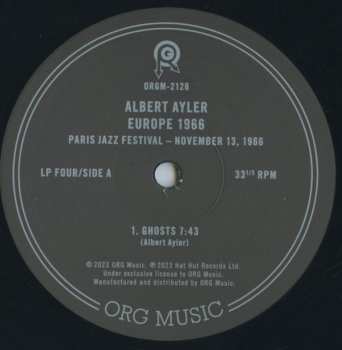 ORGM-2128
ALBERT AYLER
EUROPE 1966
PARIS JAZZ FESTIVAL – NOVEMBER 13, 1966
LP FOUR/SIDE A 33 1/3 RPM
1. GHOSTS 7:43
(Albert Ayler)
℗ 2023 ORG Music. © 2023 Hat Hut Records Ltd.
Under exclusive license to ORG Music.
Manufactured and distributed by ORG Music.
ORG MUSIC